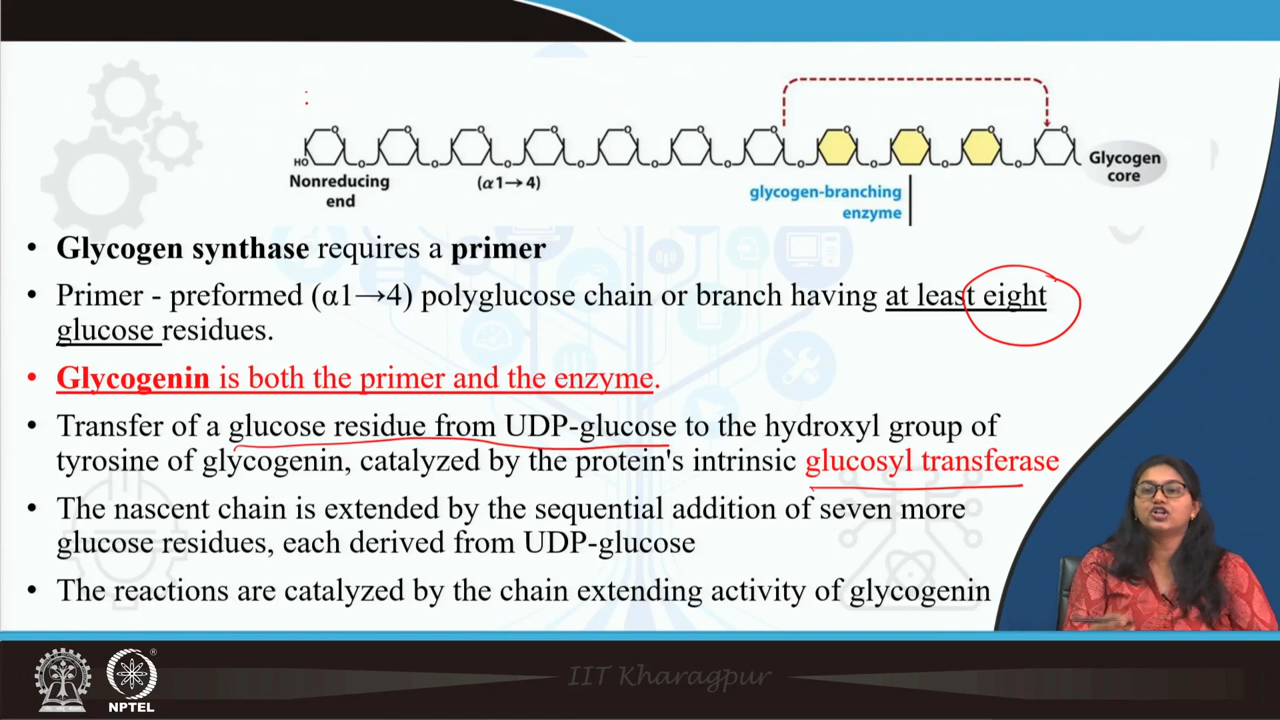 HO
Nonreducing
end
(α1→4)
glycogen-branching
enzyme
Glycogen
core
• Glycogen synthase requires a primer
• Primer - preformed (α1→4) polyglucose chain or branch having at least eight
glucose residues.
• Glycogenin is both the primer and the enzyme.
• Transfer of a glucose residue from UDP-glucose to the hydroxyl group of
tyrosine of glycogenin, catalyzed by the protein's intrinsic glucosyl transferase
• The nascent chain is extended by the sequential addition of seven more
glucose residues, each derived from UDP-glucose
• The reactions are catalyzed by the chain extending activity of glycogenin
IIT Kharagpur
NPTEL